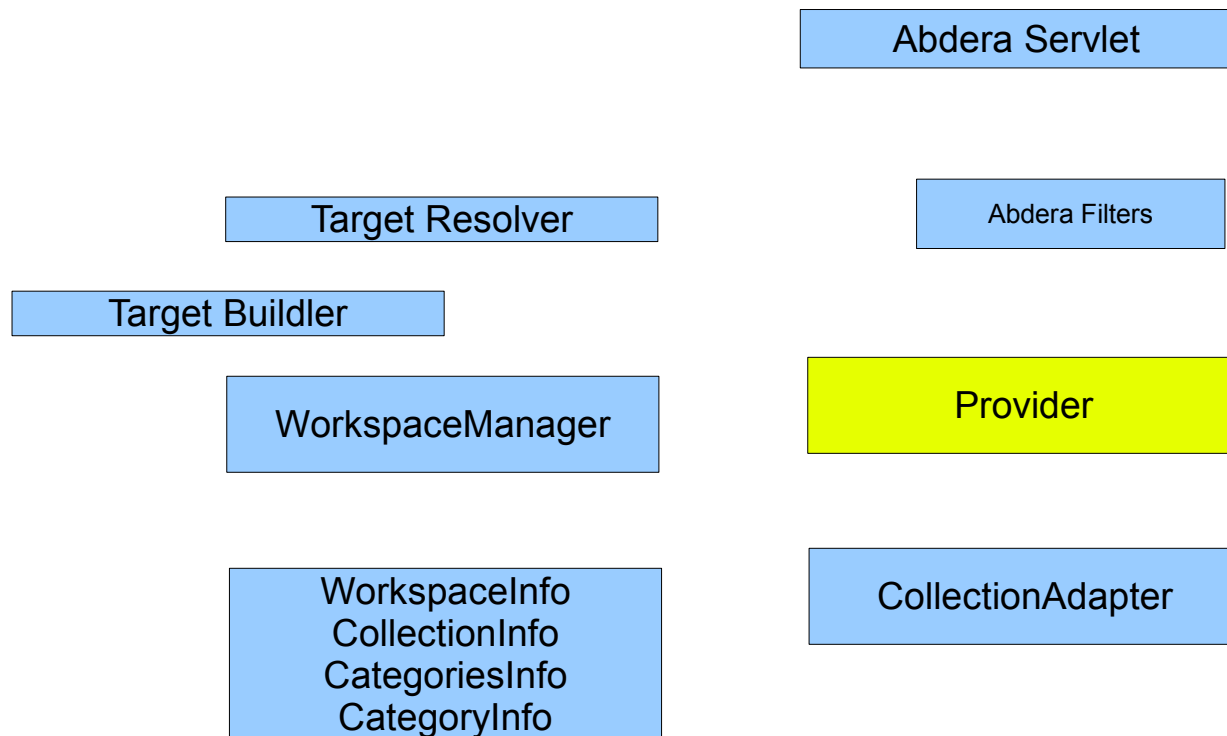 Abdera Servlet
Target Resolver
Abdera Filters
Target Buildler
WorkspaceManager
Provider
WorkspaceInfo
CollectionInfo
CategoriesInfo
CategoryInfo
CollectionAdapter